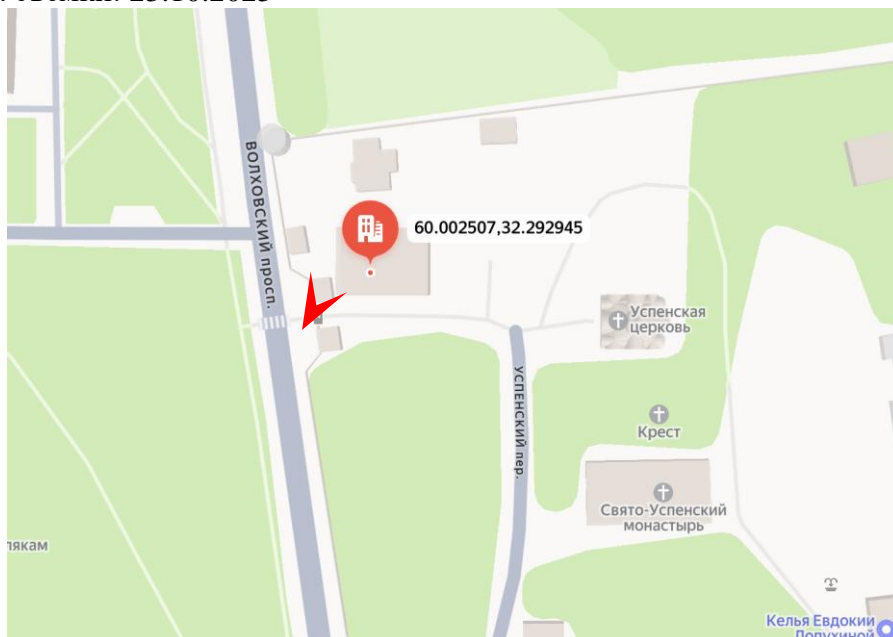 ВОЛХОВСКИЙ просп.
60.002507,32.292945
Успенская
церковь
УСПЕНСКИЙ пер.
Крест
Свято-Успенский
монастырь
лякам
Келья Евдокии
Лопухиной